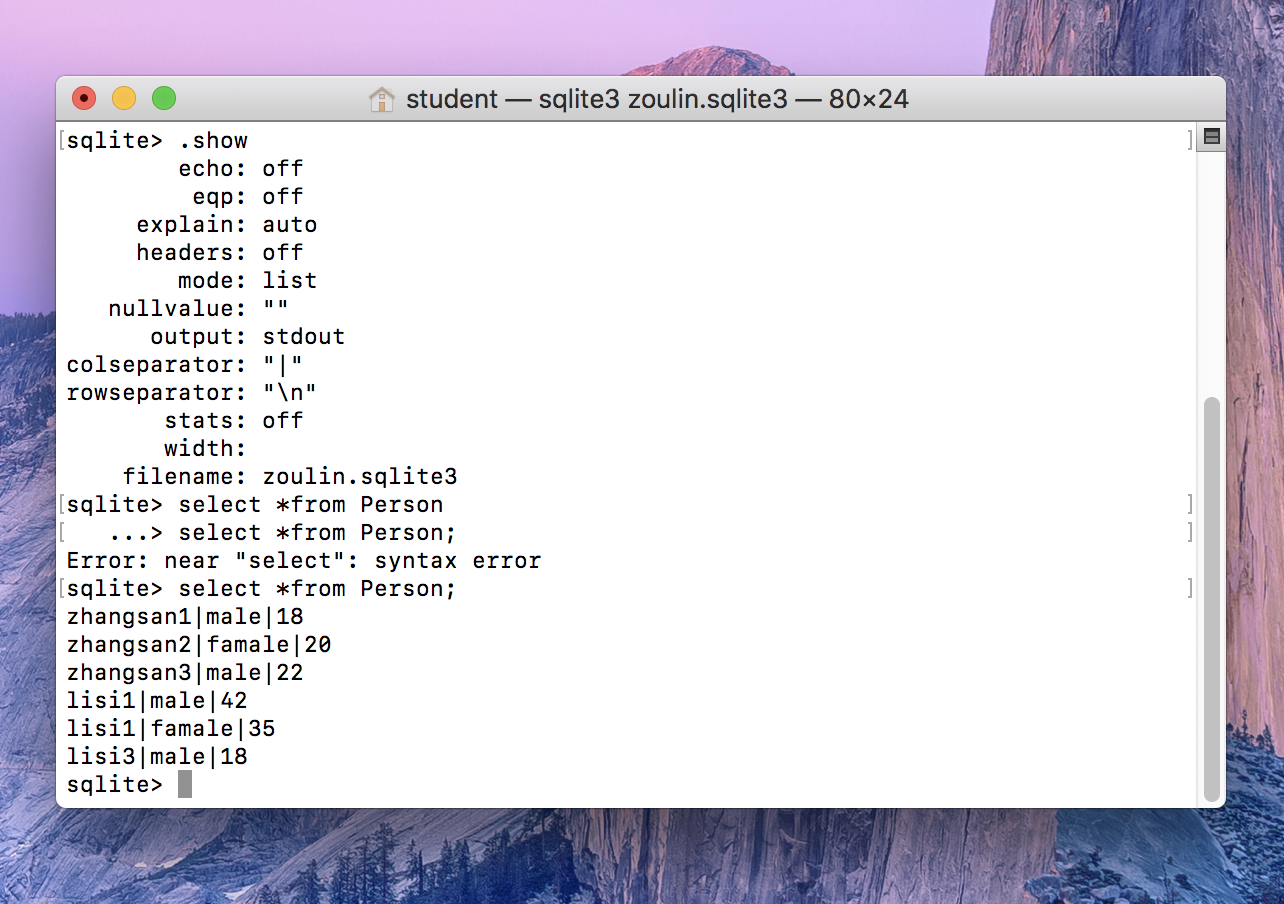 student — sqlite3 zoulin.sqlite3 — 80×24
sqlite> .show
echo: off
eqp: off
explain: auto
headers: off
mode: list
nullvalue: ""
output: stdout
colseparator: "|"
rowseparator: "\n"
stats: off
width:
filename: zoulin.sqlite3
sqlite> select *from Person
...> select *from Person;
Error: near "select": syntax error
sqlite> select *from Person;
zhangsan1|male|18
zhangsan2|famale|20
zhangsan3|male|22
lisi1|male|42
lisi1|famale|35
lisi3|male|18
sqlite>